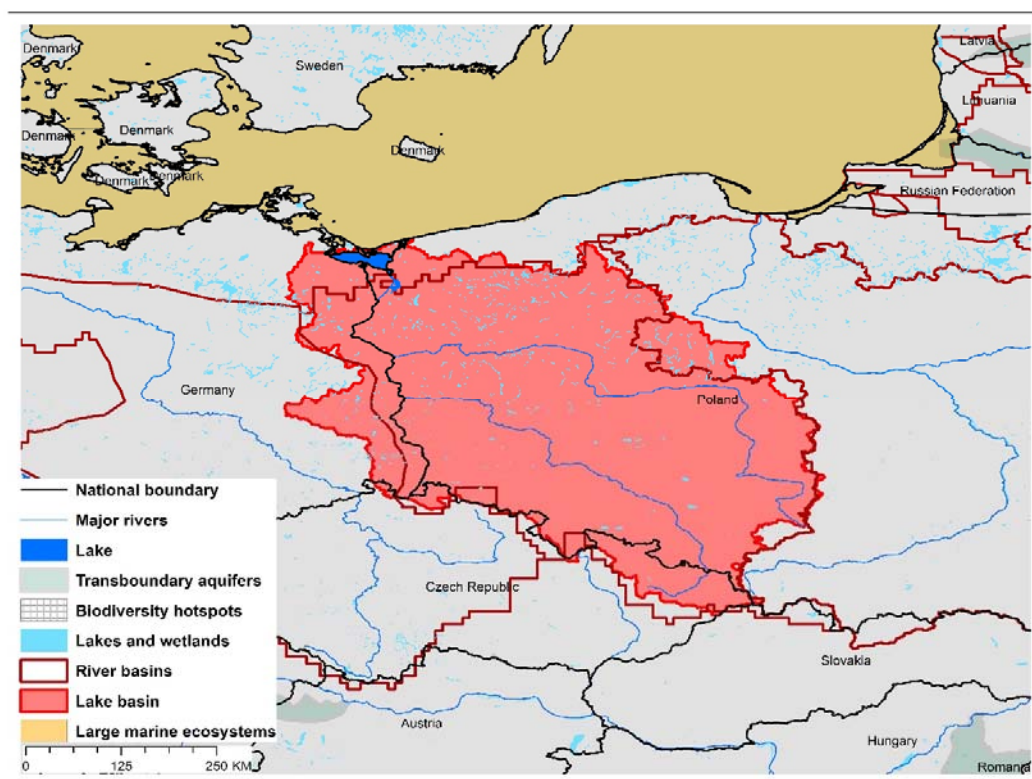 Denmark
Sweden
Latvia
Lithuania
Denmark
Denmark
Denmark
Denmark
Denmark
Russian Federation
Germany
Poland
National boundary
Major rivers
Lake
Transboundary aquifers
Biodiversity hotspots
Lakes and wetlands
River basins
Lake basin
Large marine ecosystems
Czech Republic
Slovakia
Austria
Hungary
Romania
0 125 250 KM